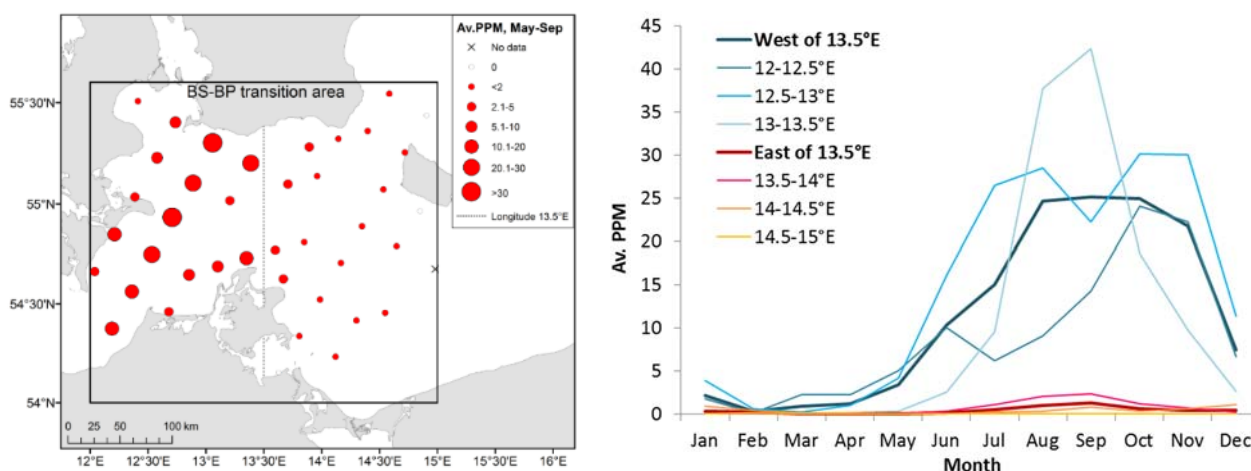 Av.PPM, May-Sep
No data
0
<2
2.1-5
5.1-10
10.1-20
20.1-30
>30
Longitude 13.5°E
BS-BP transition area
55°30'
55°
54°30'
54°
0 25 50 100 km
12°E 12°30' 13°E 13°30' 14°E 14°30' 15°E 15°30' 16°E
45
40
35
30
25
20
15
10
5
0
Av. PPM
West of 13.5°E
12-12.5°E
12.5-13°E
13-13.5°E
East of 13.5°E
13.5-14°E
14-14.5°E
14.5-15°E
Jan Feb Mar Apr May Jun Jul Aug Sep Oct Nov Dec
Month